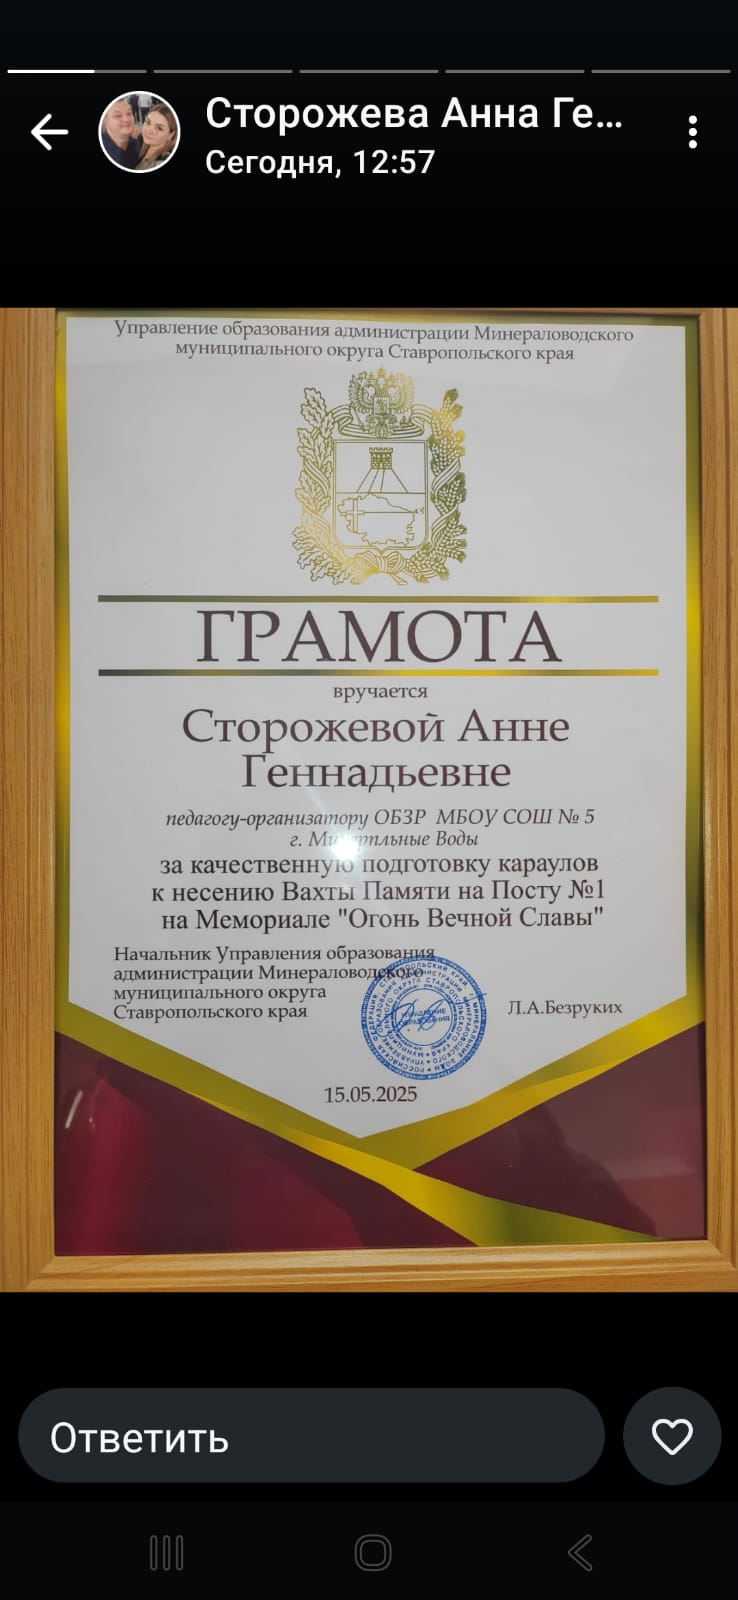 Сторожева Анна Ге...
Сегодня, 12:57
Управление образования администрации Минераловодского
муниципального округа Ставропольского края
ГРАМОТА
вручается
Сторожевой Анне
Геннадьевне
педагогу-организатору ОБЗР МБОУ СОШ № 5
г. Воды
за качественную подготовку караулов
к несению Вахты Памяти на Посту №1
на Мемориале "Огонь Вечной Славы"
Начальник Управления образования
администрации Минераловодского
муниципального округа
Ставропольского края
УПРАВЛЕНИЕ
ОБРАЗОВАНИЯ
Л.А.Безруких
15.05.2025
Ответить